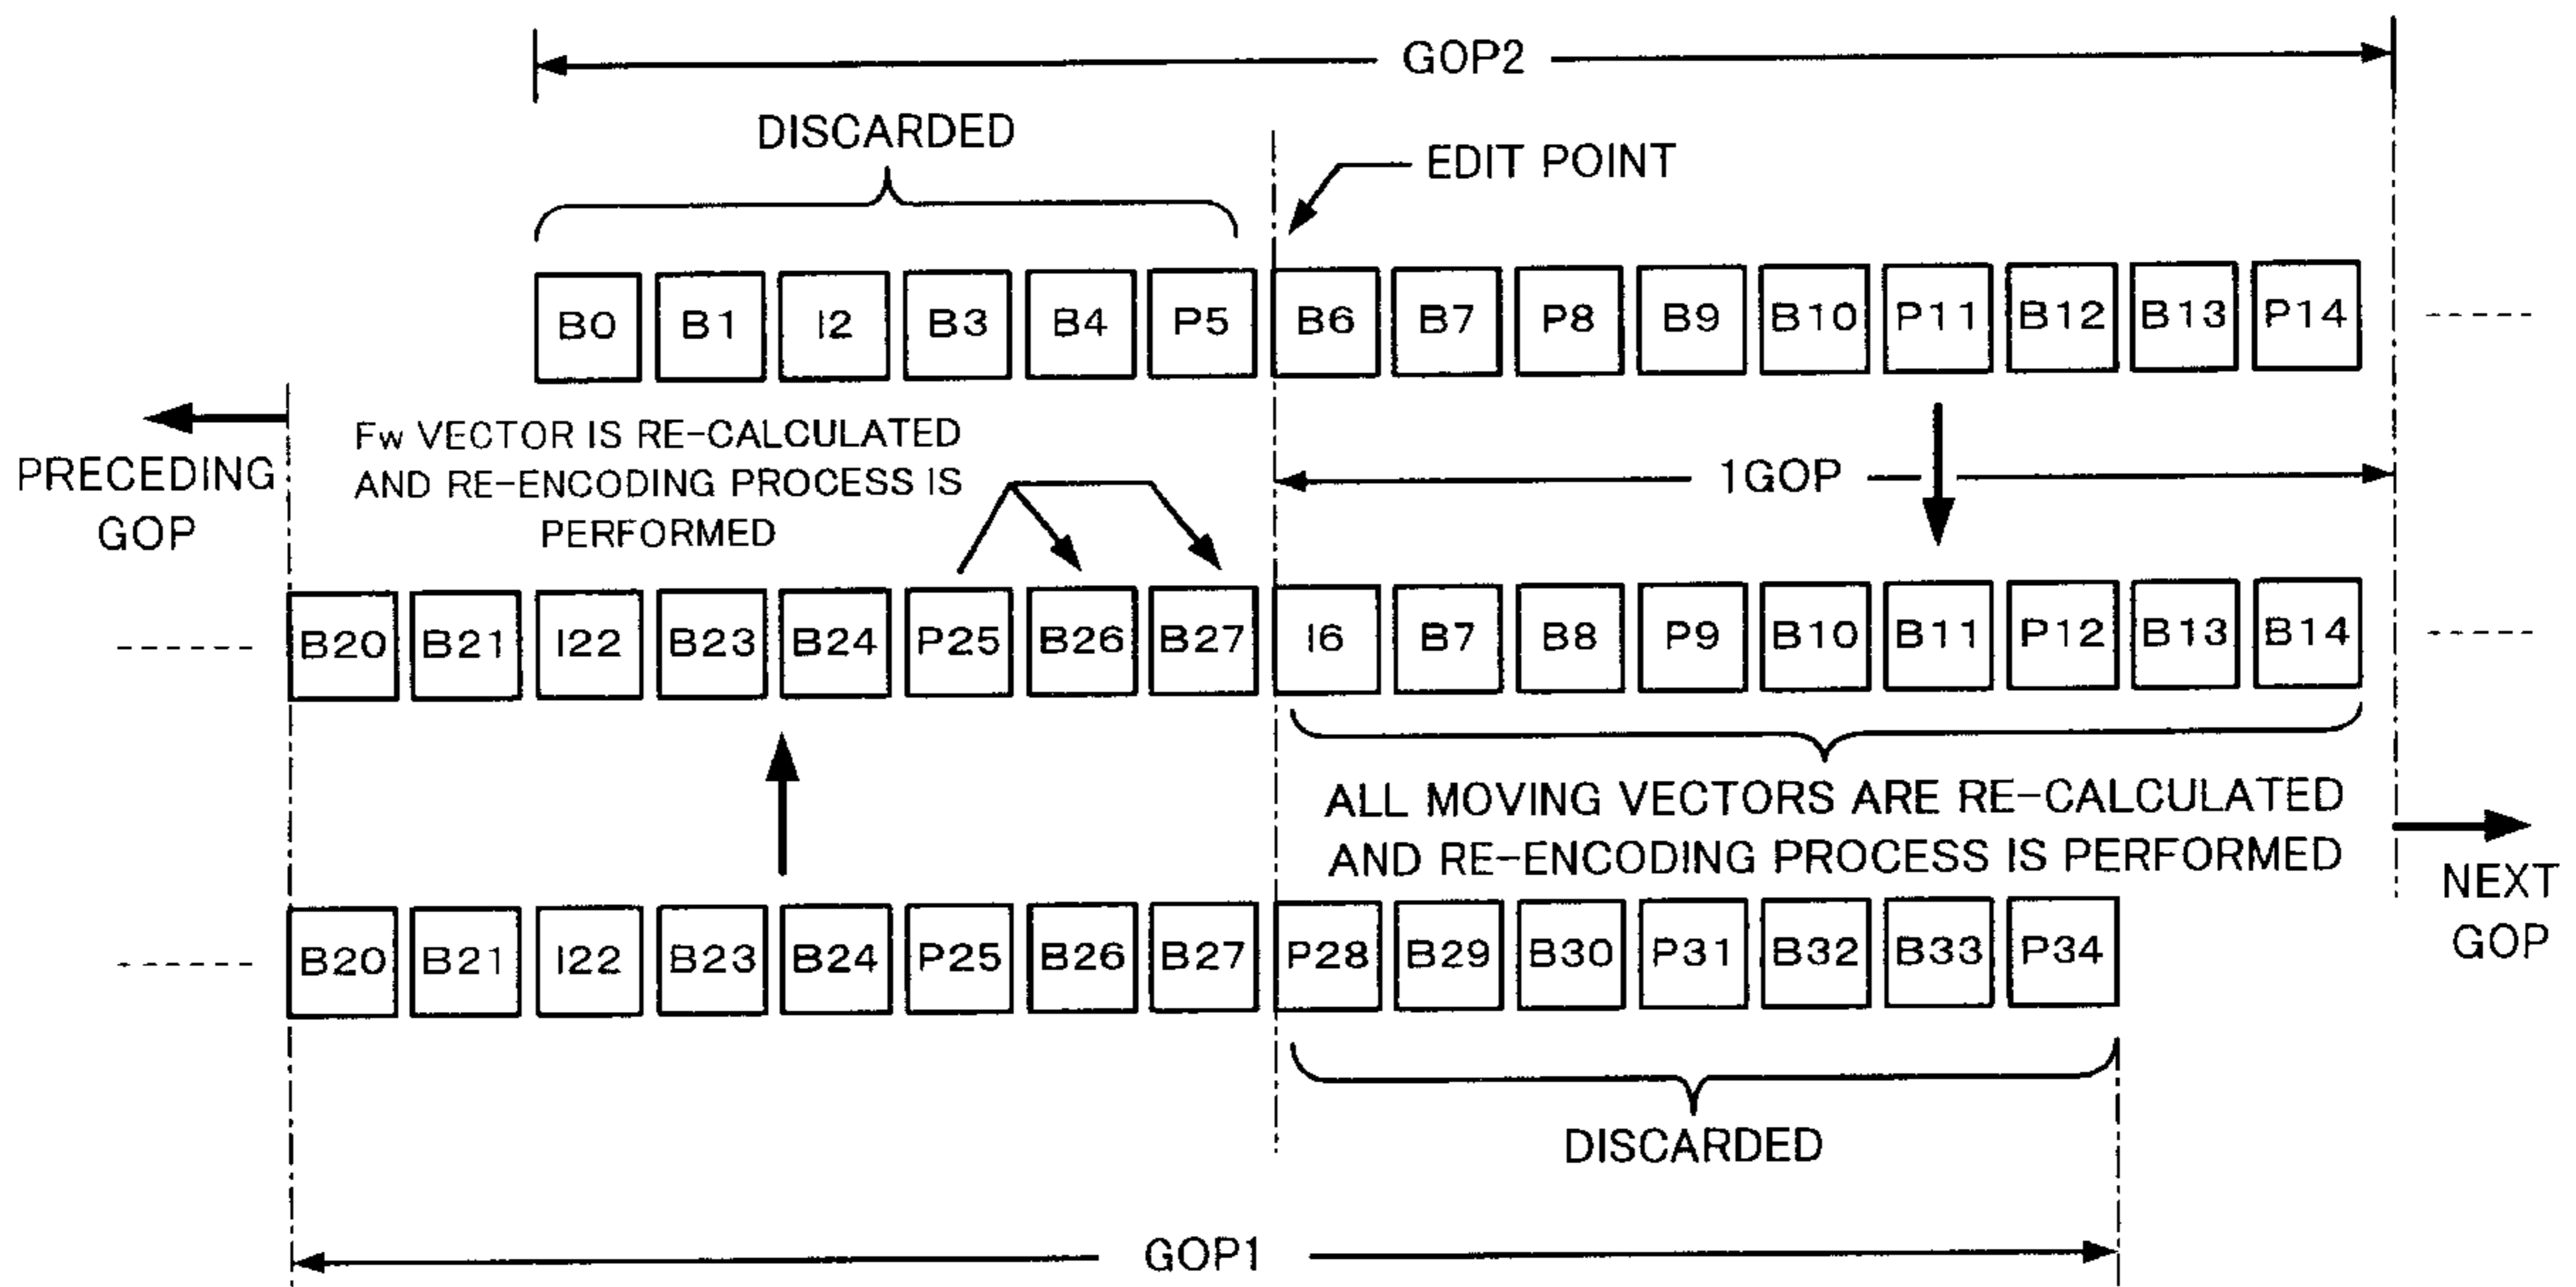 GOP2
DISCARDED
EDIT POINT
B0 B1 I2 B3 B4 P5 B6 B7 P8 B9 B10 P11 B12 B13 P14
PRECEDING
GOP
Fw VECTOR IS RE-CALCULATED
AND RE-ENCODING PROCESS IS
PERFORMED
1GOP
B20 B21 I22 B23 B24 P25 B26 B27 I6 B7 B8 P9 B10 B11 P12 B13 B14
ALL MOVING VECTORS ARE RE-CALCULATED
AND RE-ENCODING PROCESS IS PERFORMED
NEXT
GOP
B20 B21 I22 B23 B24 P25 B26 B27 P28 B29 B30 P31 B32 B33 P34
DISCARDED
GOP1